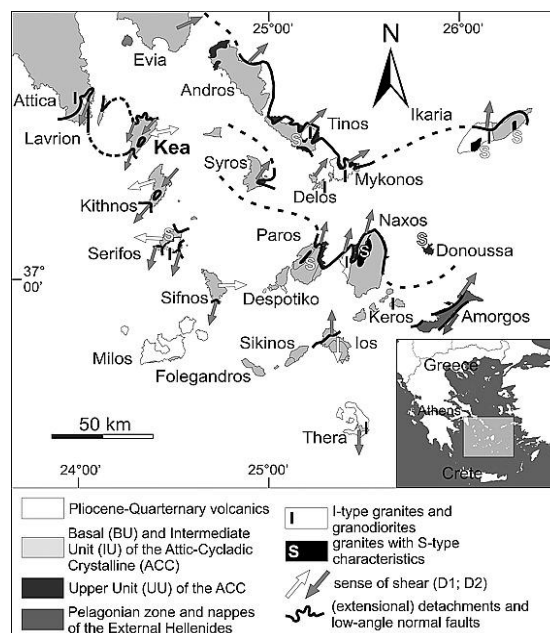 25°00'
26°00'
N
Evia
Andros
Attica
I
Lavrion
Kea
Tinos
I
S
Ikaria
I
I
S
S
Syros
I
Mykonos
Delos
I
Kithnos
Naxos
Paros
S
S
Donoussa
Serifos
S
I
I
S
37°
00'
Sifnos
Despotiko
Keros
I
Amorgos
Milos
Sikinos
Ios
Folegandros
Greece
Athens
50 km
Thera
I
Crete
24°00'
25°00'
Pliocene-Quaternary volcanics
Basal (BU) and Intermediate
Unit (IU) of the Attic-Cycladic
Crystalline (ACC)
Upper Unit (UU) of the ACC
Pelagonian zone and nappes
of the External Hellenides
I
I-type granites and
granodiorites
S
granites with S-type
characteristics
sense of shear (D1; D2)
(extensional) detachments and
low-angle normal faults